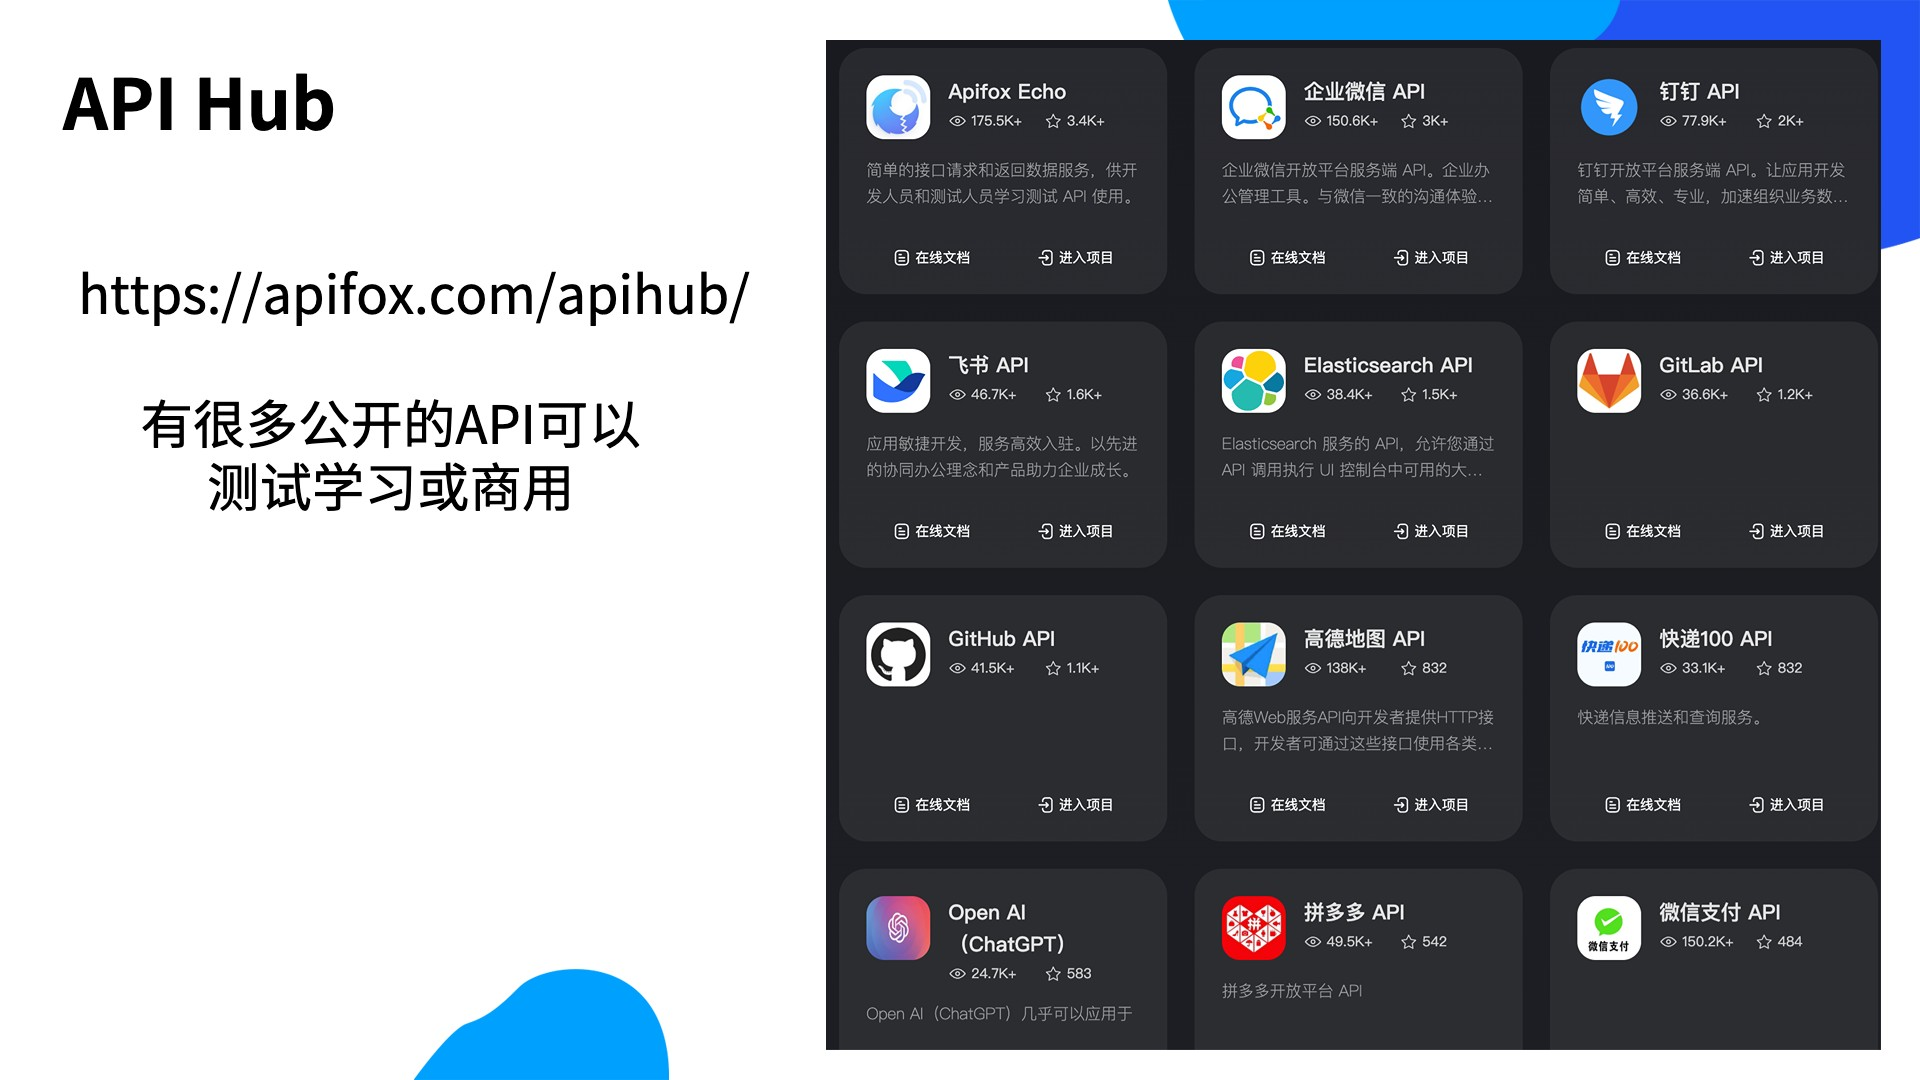 API Hub
https://apifox.com/apihub/
有很多公开的API可以
测试学习或商用
Apifox Echo
175.5K+ 3.4K+
简单的接口请求和返回数据服务，供开
发人员和测试人员学习测试 API 使用。
在线文档 进入项目
企业微信 API
150.6K+ 3K+
企业微信开放平台服务端 API。企业办
公管理工具。与微信一致的沟通体验...
在线文档 进入项目
钉钉 API
77.9K+ 2K+
钉钉开放平台服务端 API。让应用开发
简单、高效、专业，加速组织业务数...
在线文档 进入项目
飞书 API
46.7K+ 1.6K+
应用敏捷开发，服务高效入驻。以先进
的协同办公理念和产品助力企业成长。
在线文档 进入项目
Elasticsearch API
38.4K+ 1.5K+
Elasticsearch 服务的 API，允许您通过
API 调用执行 UI 控制台中可用的大...
在线文档 进入项目
GitLab API
36.6K+ 1.2K+
在线文档 进入项目
GitHub API
41.5K+ 1.1K+
在线文档 进入项目
高德地图 API
138K+ 832
高德Web服务API向开发者提供HTTP接
口，开发者可通过这些接口使用各类...
在线文档 进入项目
快递100
100
快递100 API
33.1K+ 832
快递信息推送和查询服务。
在线文档 进入项目
Open AI
（ChatGPT）
24.7K+ 583
Open AI（ChatGPT）几乎可以应用于
拼
拼多多 API
49.5K+ 542
拼多多开放平台 API
微信支付
微信支付 API
150.2K+ 484